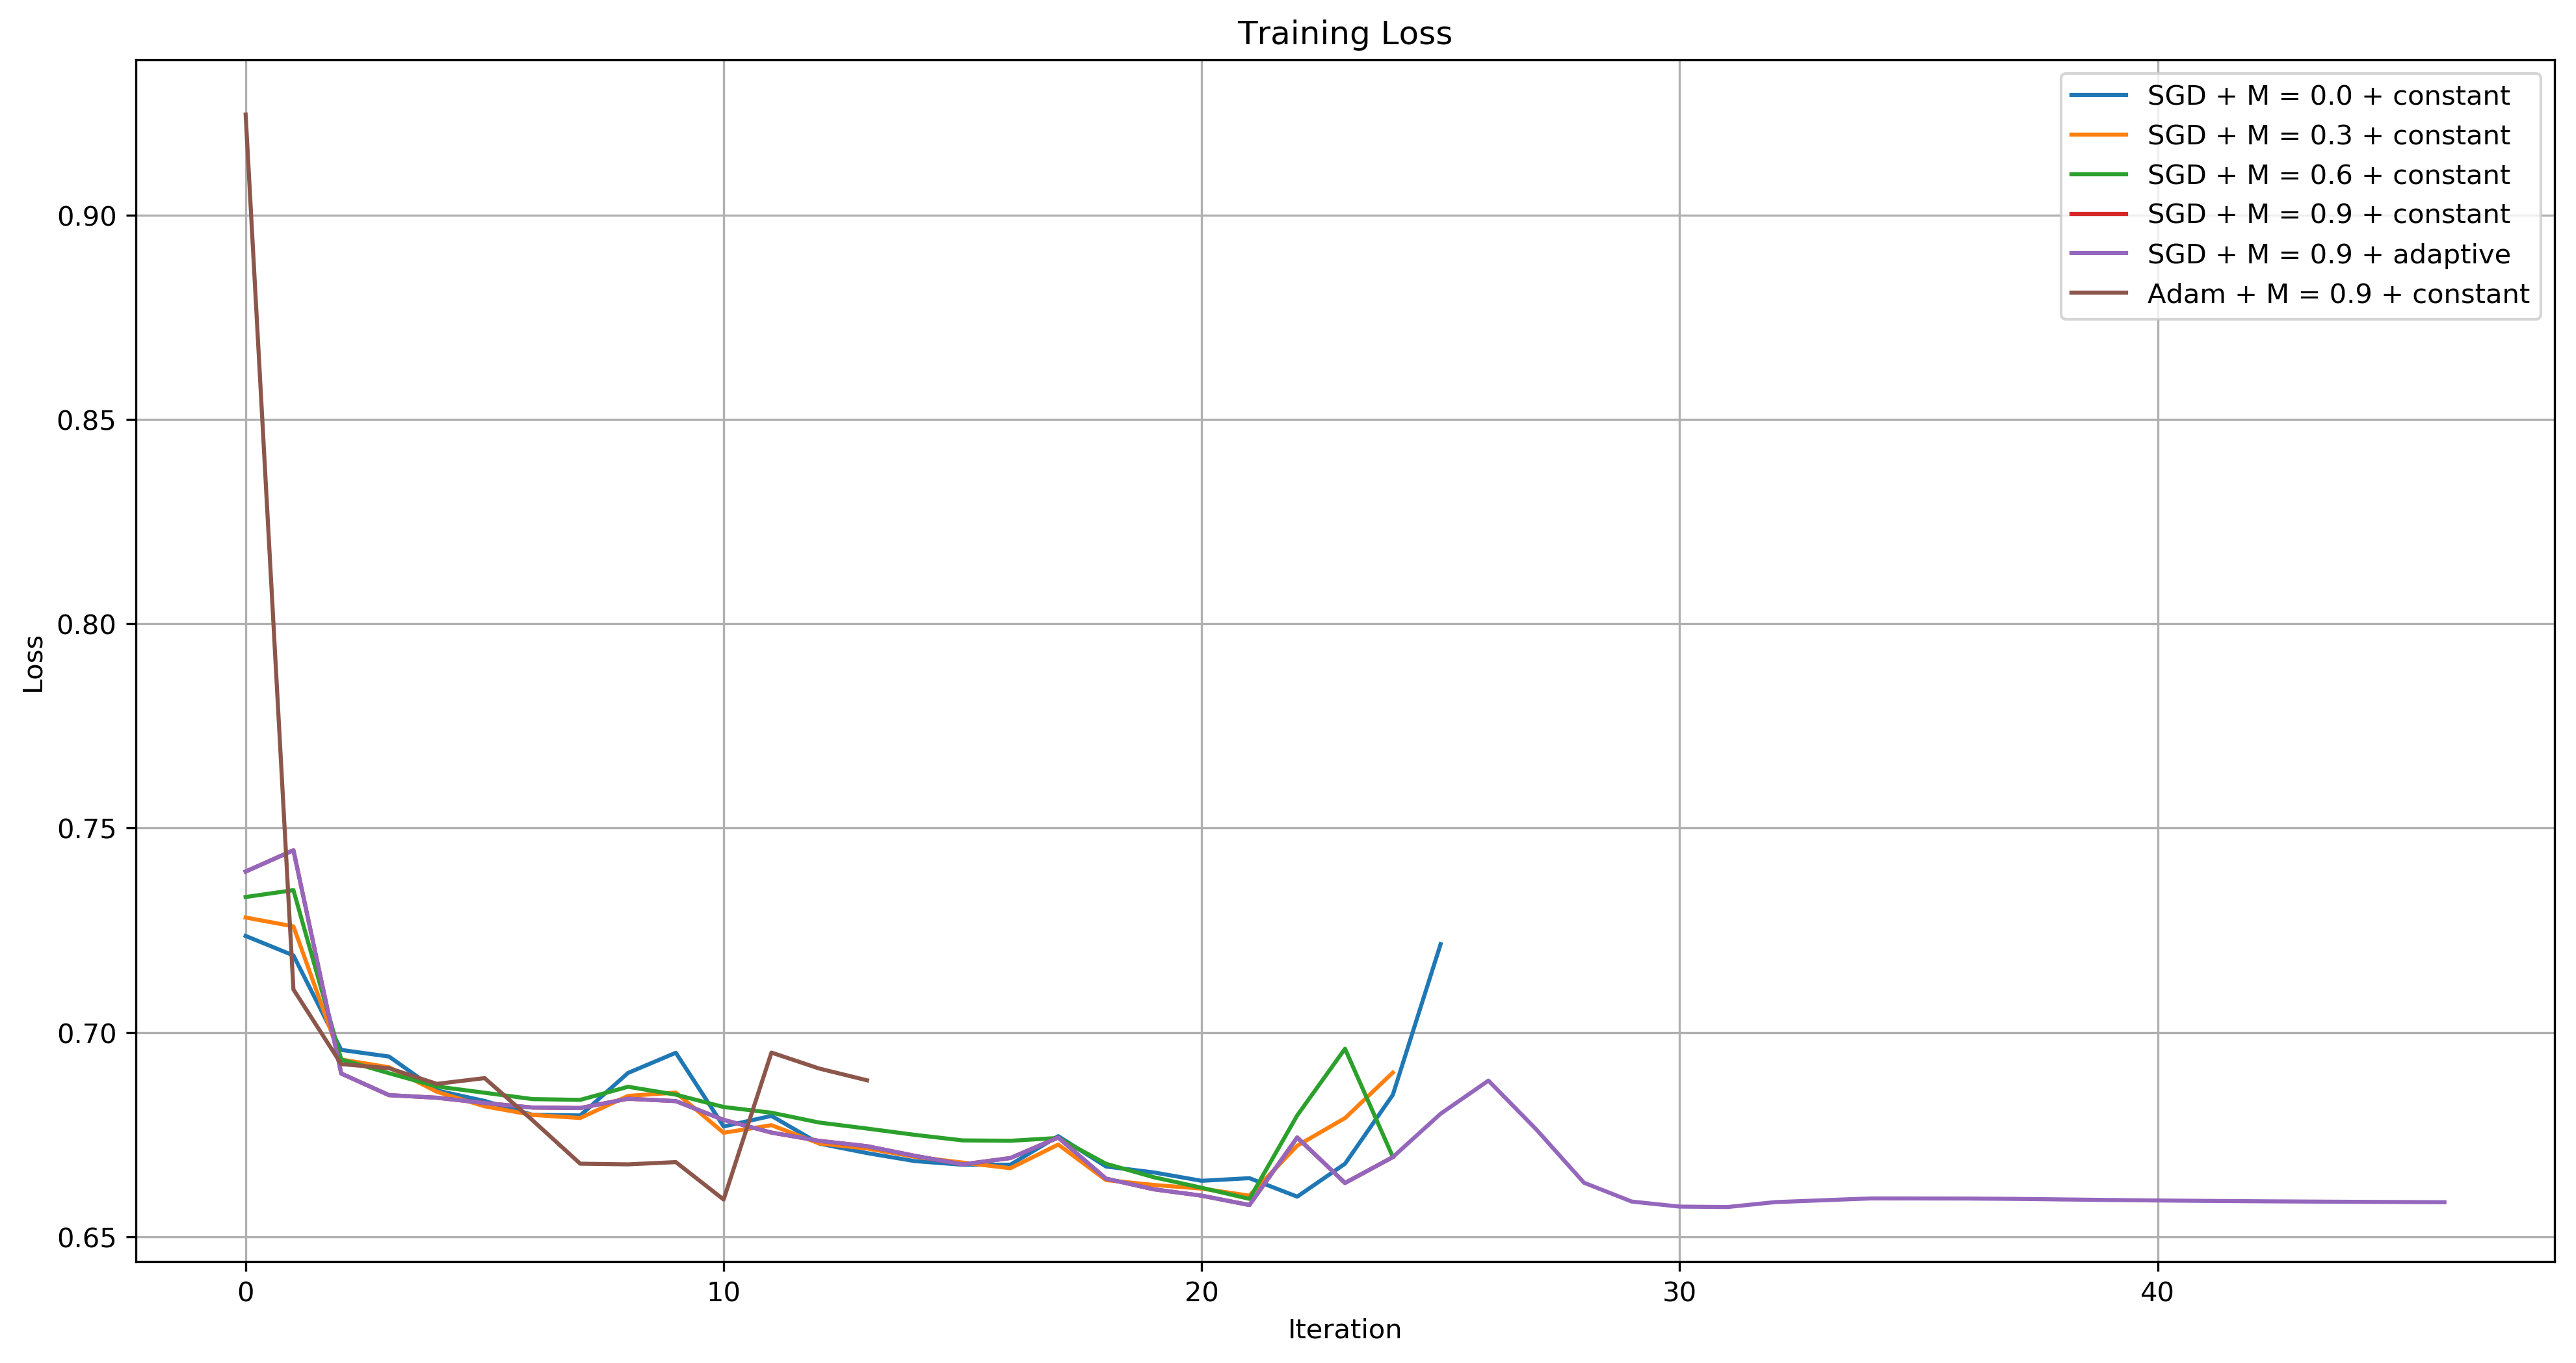 Training Loss
SGD + M = 0.0 + constant
SGD + M = 0.3 + constant
SGD + M = 0.6 + constant
SGD + M = 0.9 + constant
SGD + M = 0.9 + adaptive
Adam + M = 0.9 + constant
0.90
0.85
0.80
0.75
0.70
0.65
Loss
0 10 20 30 40
Iteration